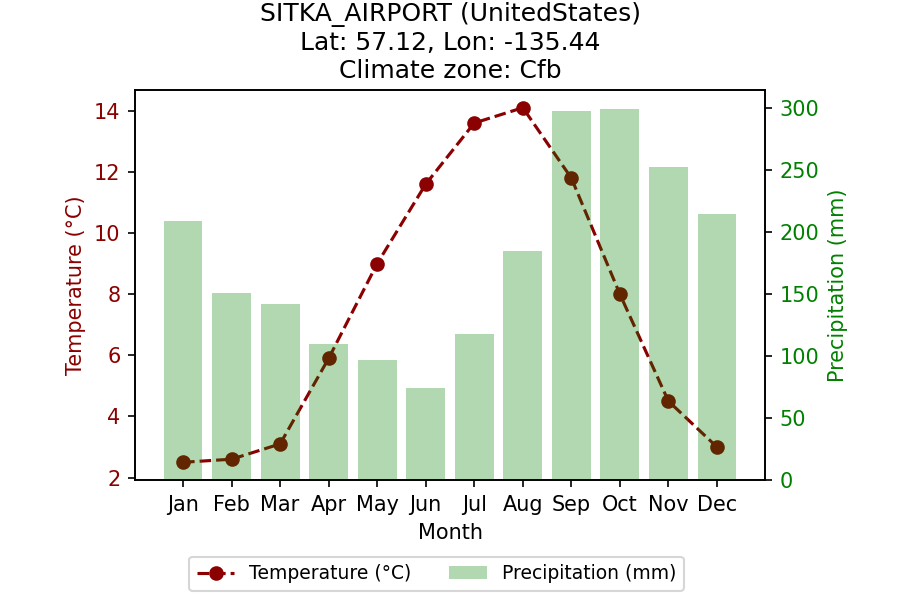 SITKA_AIRPORT (UnitedStates)
Lat: 57.12, Lon: -135.44
Climate zone: Cfb
14
12
10
8
6
4
2
Temperature (°C)
300
250
200
150
100
50
0
Precipitation (mm)
Jan Feb Mar Apr May Jun Jul Aug Sep Oct Nov Dec
Month
Temperature (°C) Precipitation (mm)